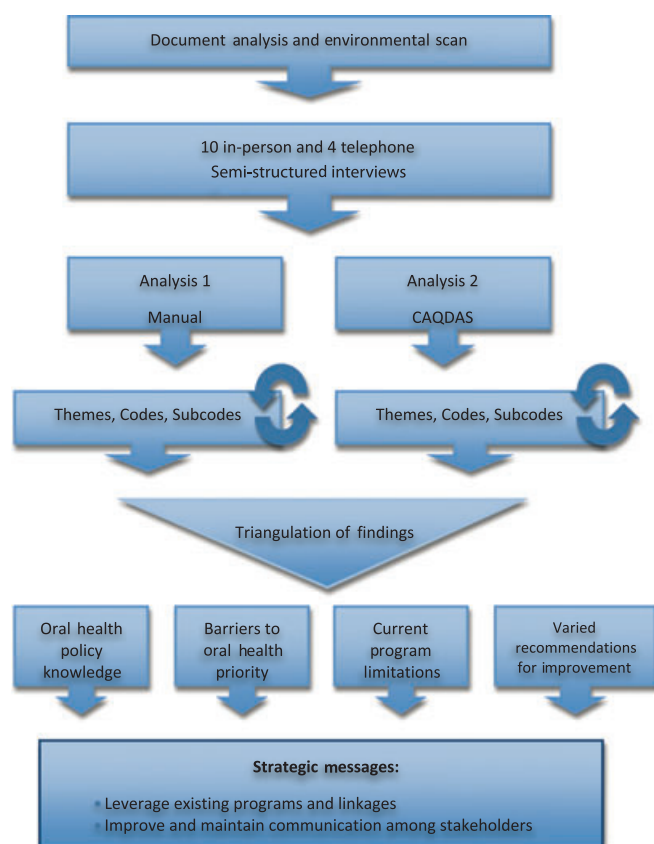 Document analysis and environmental scan
10 in-person and 4 telephone
Semi-structured interviews
Analysis 1
Manual
Analysis 2
CAQDAS
Themes, Codes, Subcodes
Themes, Codes, Subcodes
Triangulation of findings
Oral health
policy
knowledge
Barriers to
oral health
priority
Current
program
limitations
Varied
recommendations
for improvement
Strategic messages:
• Leverage existing programs and linkages
• Improve and maintain communication among stakeholders